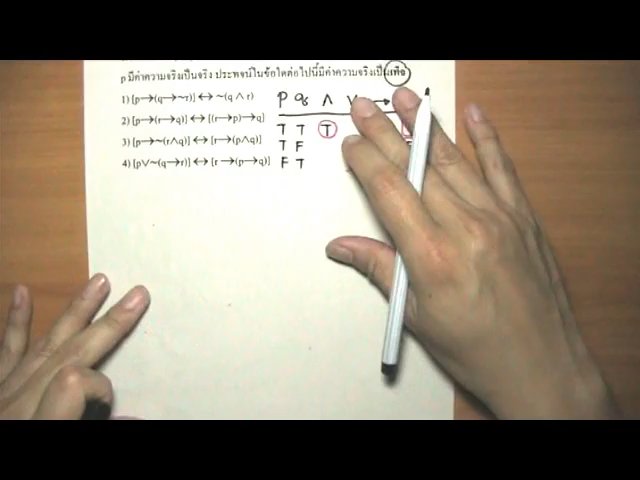 p มีค่าความจริงเป็นจริง ประพจน์ในข้อใดต่อไปนี้มีค่าความจริงเป็นเท็จ
1) [p→(q→~r)] ↔ ~(q ∧ r)
2) [p→(r→q)] ↔ [(r→p)→q]
3) [p→~(r∧q)] ↔ [r→(p∧q)]
4) [p∨~(q→r)] ↔ [r →(p→q)]
p q ∧ ∨ →
T T T
T F
F T